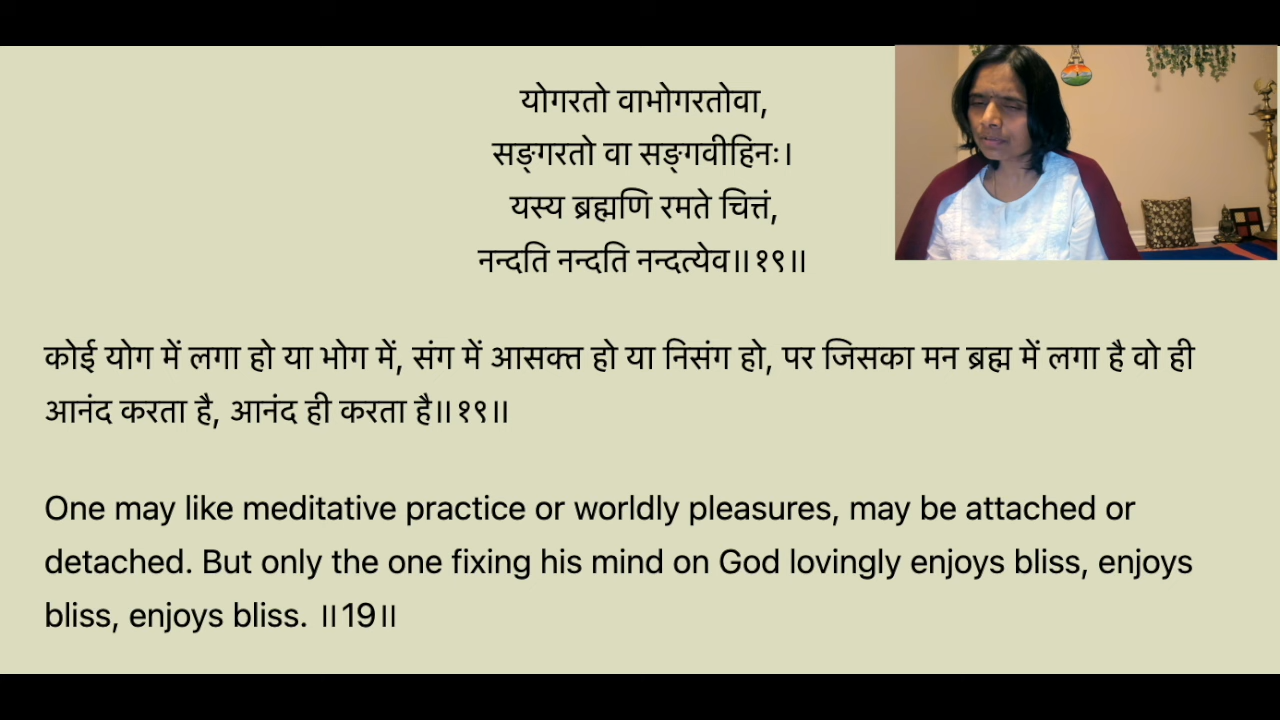 योगरतो वाभोगरतोवा,
सङ्गरतो वा सङ्गवीहिनः।
यस्य ब्रह्मणि रमते चित्तं,
नन्दति नन्दति नन्दत्येव॥१९॥
कोई योग में लगा हो या भोग में, संग में आसक्त हो या निसंग हो, पर जिसका मन ब्रह्म में लगा है वो ही
आनंद करता है, आनंद ही करता है॥१९॥
One may like meditative practice or worldly pleasures, may be attached or
detached. But only the one fixing his mind on God lovingly enjoys bliss, enjoys
bliss, enjoys bliss. ॥19॥